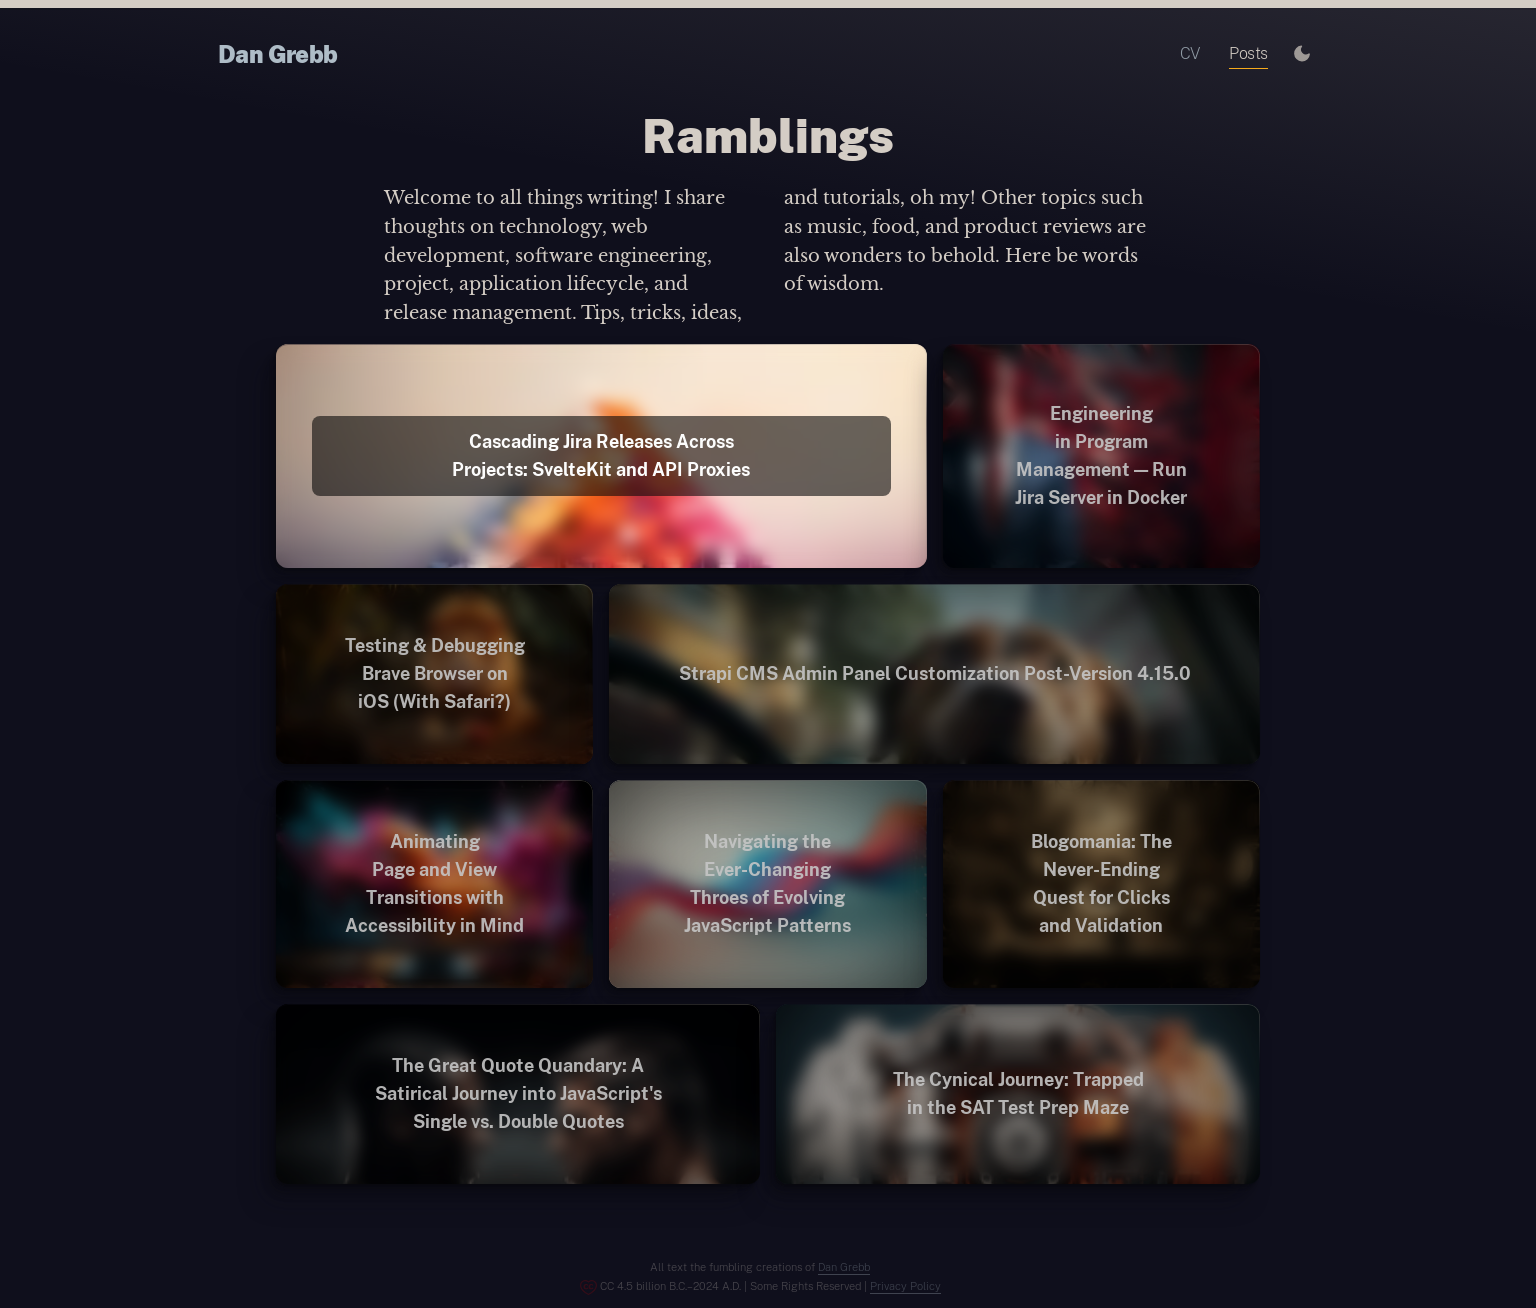 Dan Grebb
CV
Posts
Ramblings
Welcome to all things writing! I share
thoughts on technology, web
development, software engineering,
project, application lifecycle, and
release management. Tips, tricks, ideas,
and tutorials, oh my! Other topics such
as music, food, and product reviews are
also wonders to behold. Here be words
of wisdom.
Cascading Jira Releases Across
Projects: SvelteKit and API Proxies
Engineering
in Program
Management — Run
Jira Server in Docker
Testing & Debugging
Brave Browser on
iOS (With Safari?)
Strapi CMS Admin Panel Customization Post-Version 4.15.0
Animating
Page and View
Transitions with
Accessibility in Mind
Navigating the
Ever-Changing
Throes of Evolving
JavaScript Patterns
Blogomania: The
Never-Ending
Quest for Clicks
and Validation
The Great Quote Quandary: A
Satirical Journey into JavaScript's
Single vs. Double Quotes
The Cynical Journey: Trapped
in the SAT Test Prep Maze
All text the fumbling creations of Dan Grebb
CC 4.5 billion B.C.–2024 A.D. | Some Rights Reserved | Privacy Policy